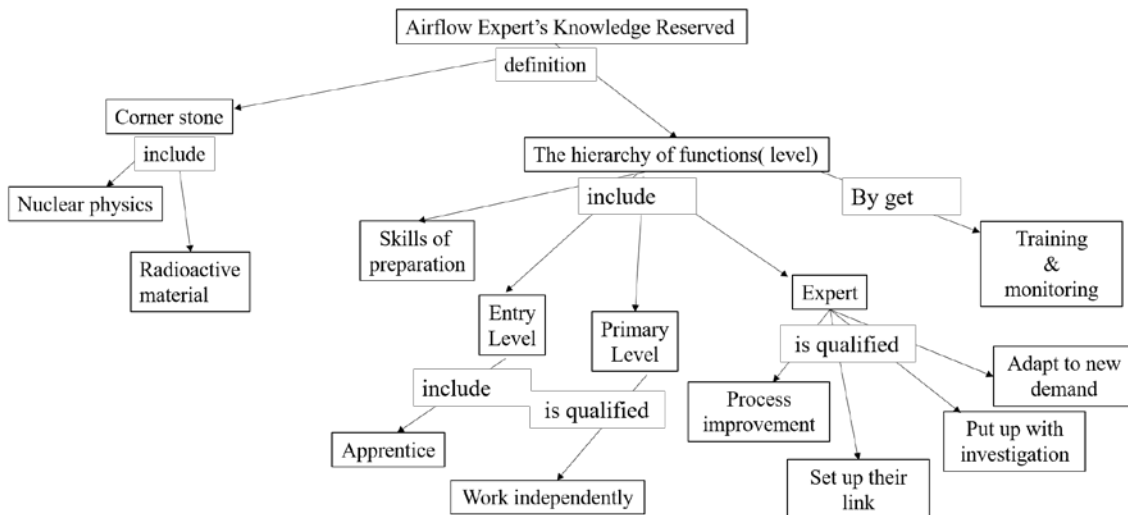 Airflow Expert's Knowledge Reserved
definition
Corner stone
include
Nuclear physics
Radioactive
material
The hierarchy of functions( level)
include
By get
Skills of
preparation
Training
&
monitoring
Entry
Level
Primary
Level
Expert
include
is qualified
is qualified
Apprentice
Work independently
Process
improvement
Set up their
link
Put up with
investigation
Adapt to new
demand